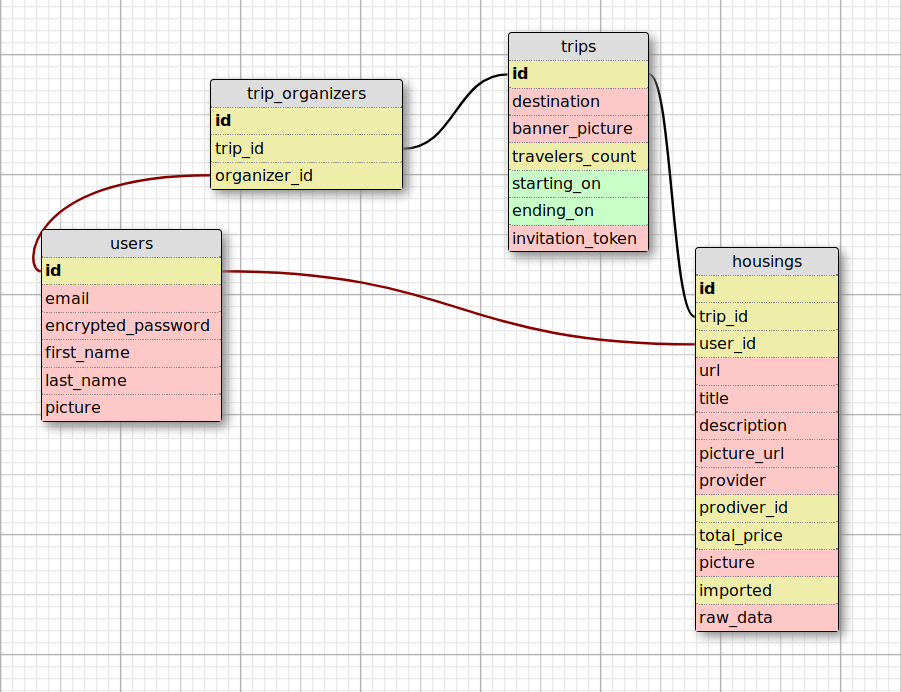 trips
id
destination
banner_picture
travelers_count
starting_on
ending_on
invitation_token
trip_organizers
id
trip_id
organizer_id
users
id
email
encrypted_password
first_name
last_name
picture
housings
id
trip_id
user_id
url
title
description
picture_url
provider
prodiver_id
total_price
picture
imported
raw_data